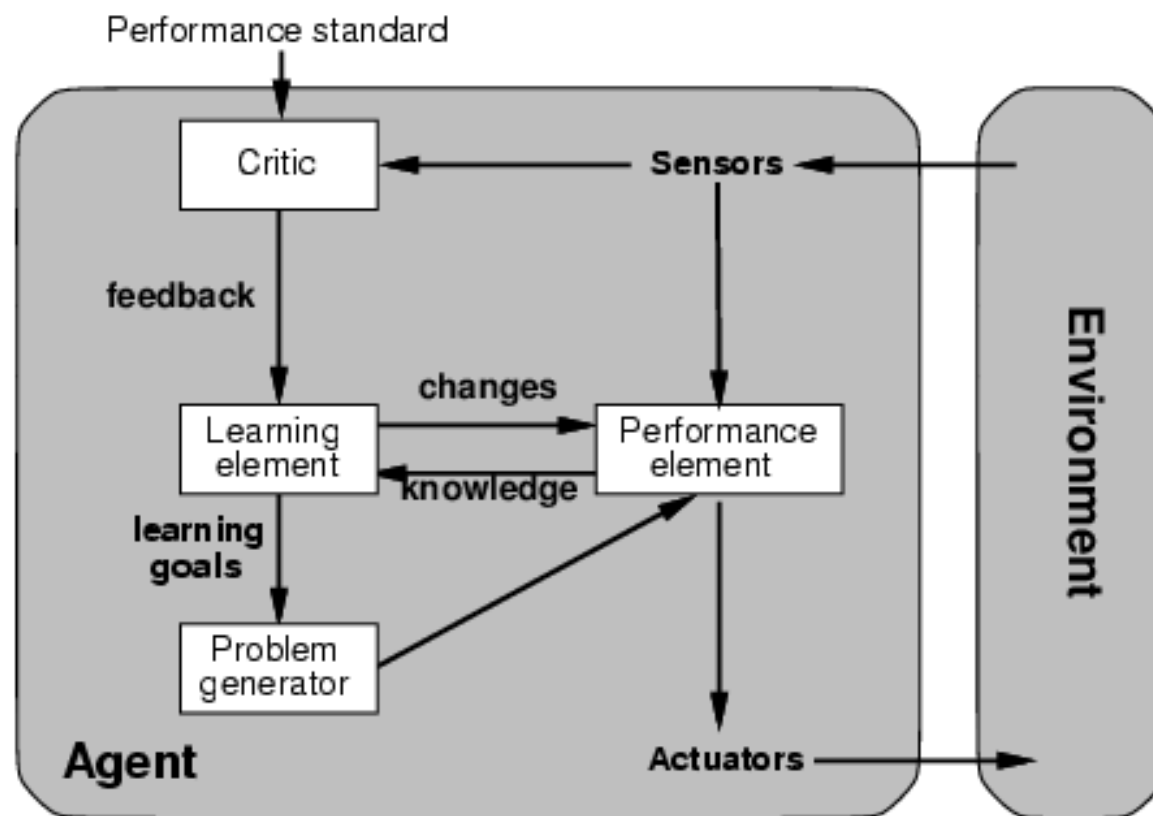 Performance standard
Critic
Sensors
feedback
changes
Learning
element
Performance
element
knowledge
learning
goals
Problem
generator
Agent
Actuators
Environment